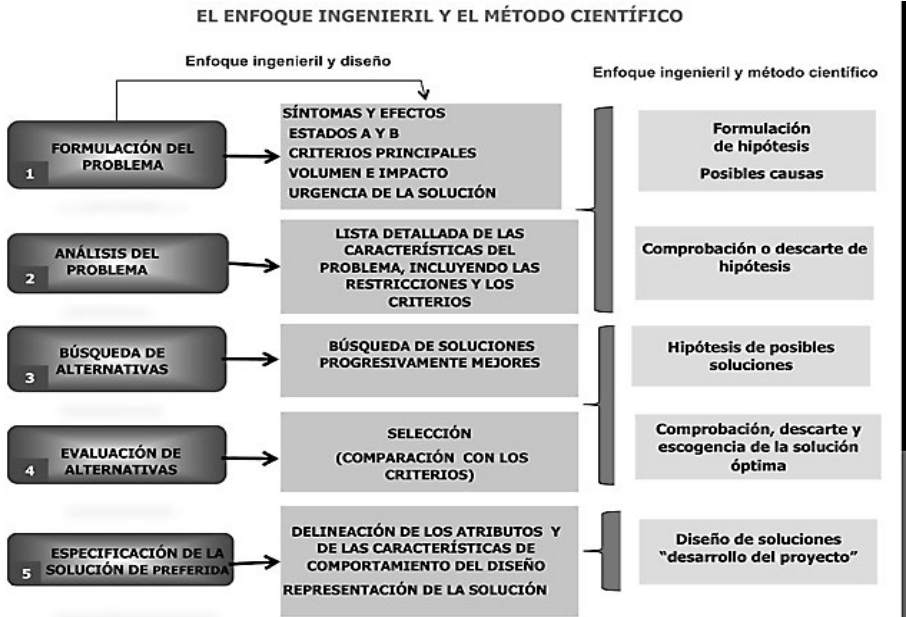 EL ENFOQUE INGENIERIL Y EL MÉTODO CIENTÍFICO
Enfoque ingenieril y diseño
Enfoque ingenieril y método científico
1
FORMULACIÓN DEL
PROBLEMA
SÍNTOMAS Y EFECTOS
ESTADOS A Y B
CRITERIOS PRINCIPALES
VOLUMEN E IMPACTO
URGENCIA DE LA SOLUCIÓN
Formulación
de hipótesis
Posibles causas
2
ANÁLISIS DEL
PROBLEMA
LISTA DETALLADA DE LAS
CARACTERÍSTICAS DEL
PROBLEMA, INCLUYENDO LAS
RESTRICCIONES Y LOS
CRITERIOS
Comprobación o descarte de
hipótesis
3
BÚSQUEDA DE
ALTERNATIVAS
BÚSQUEDA DE SOLUCIONES
PROGRESIVAMENTE MEJORES
Hipótesis de posibles
soluciones
4
EVALUACIÓN DE
ALTERNATIVAS
SELECCIÓN
(COMPARACIÓN CON LOS
CRITERIOS)
Comprobación, descarte y
escogencia de la solución
óptima
5
ESPECIFICACIÓN DE LA
SOLUCIÓN DE PREFERIDA
DELINEACIÓN DE LOS ATRIBUTOS Y
DE LAS CARACTERÍSTICAS DE
COMPORTAMIENTO DEL DISEÑO
REPRESENTACIÓN DE LA SOLUCIÓN
Diseño de soluciones
“desarrollo del proyecto”